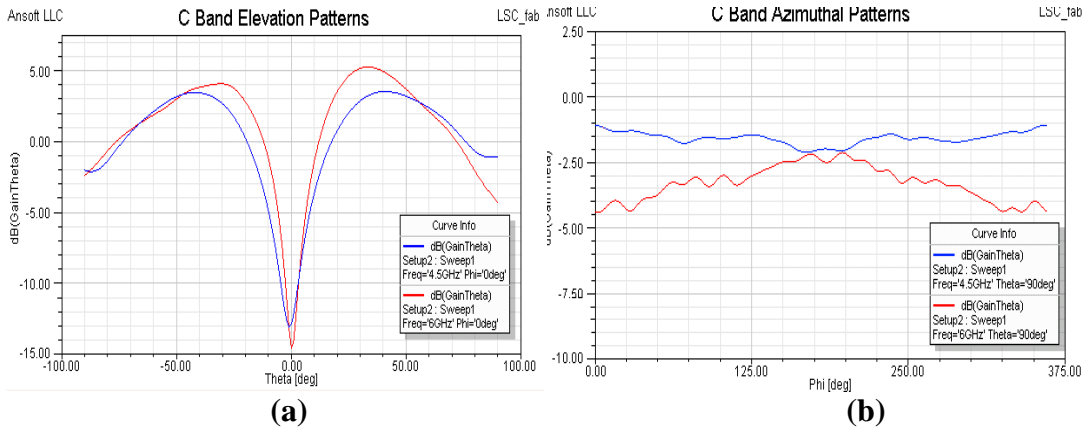 Ansoft LLC
C Band Elevation Patterns
LSC_fab
5.00
0.00
-5.00
-10.00
-15.00
dB(GainTheta)
Curve Info
dB(GainTheta)
Setup2 : Sweep1
Freq='4.5GHz' Phi='0deg'
dB(GainTheta)
Setup2 : Sweep1
Freq='6GHz' Phi='0deg'
-100.00
-50.00
0.00
50.00
100.00
Theta [deg]
(a)
Ansoft LLC
C Band Azimuthal Patterns
LSC_fab
2.50
0.00
-2.50
-5.00
-7.50
-10.00
dB(GainTheta)
Curve Info
dB(GainTheta)
Setup2 : Sweep1
Freq='4.5GHz' Theta='90deg'
dB(GainTheta)
Setup2 : Sweep1
Freq='6GHz' Theta='90deg'
0.00
125.00
250.00
375.00
Phi [deg]
(b)